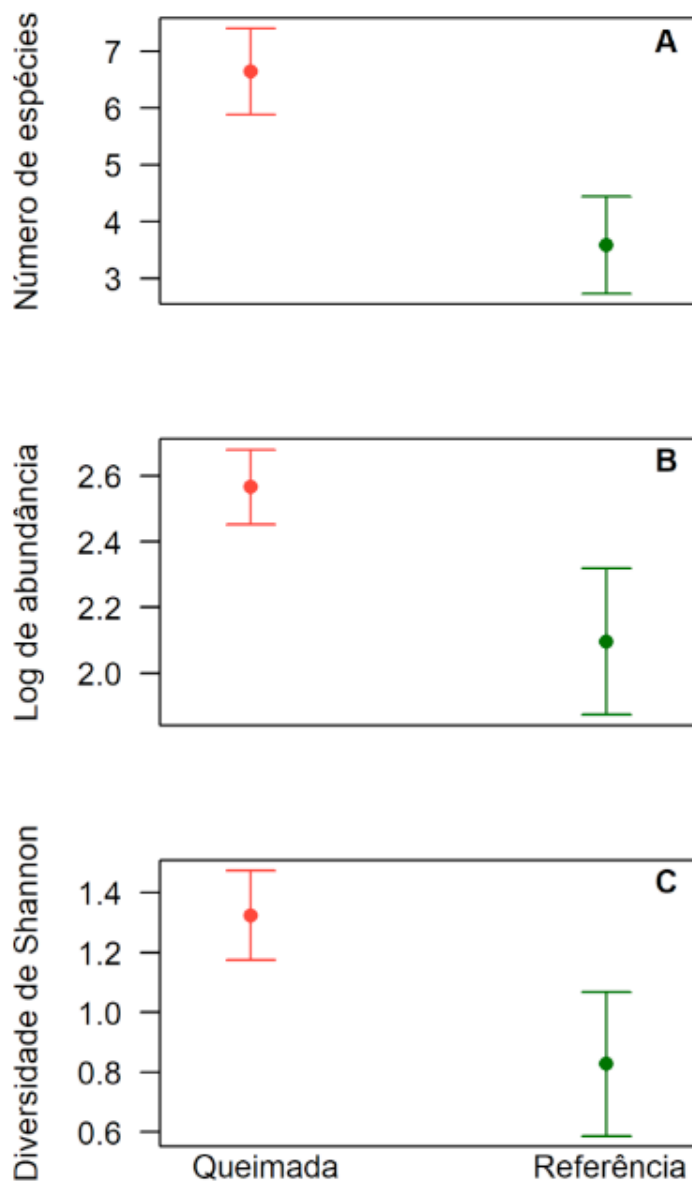 A
Número de espécies
7
6
5
4
3
B
Log de abundância
2.6
2.4
2.2
2.0
C
Diversidade de Shannon
1.4
1.2
1.0
0.8
0.6
Queimada Referência